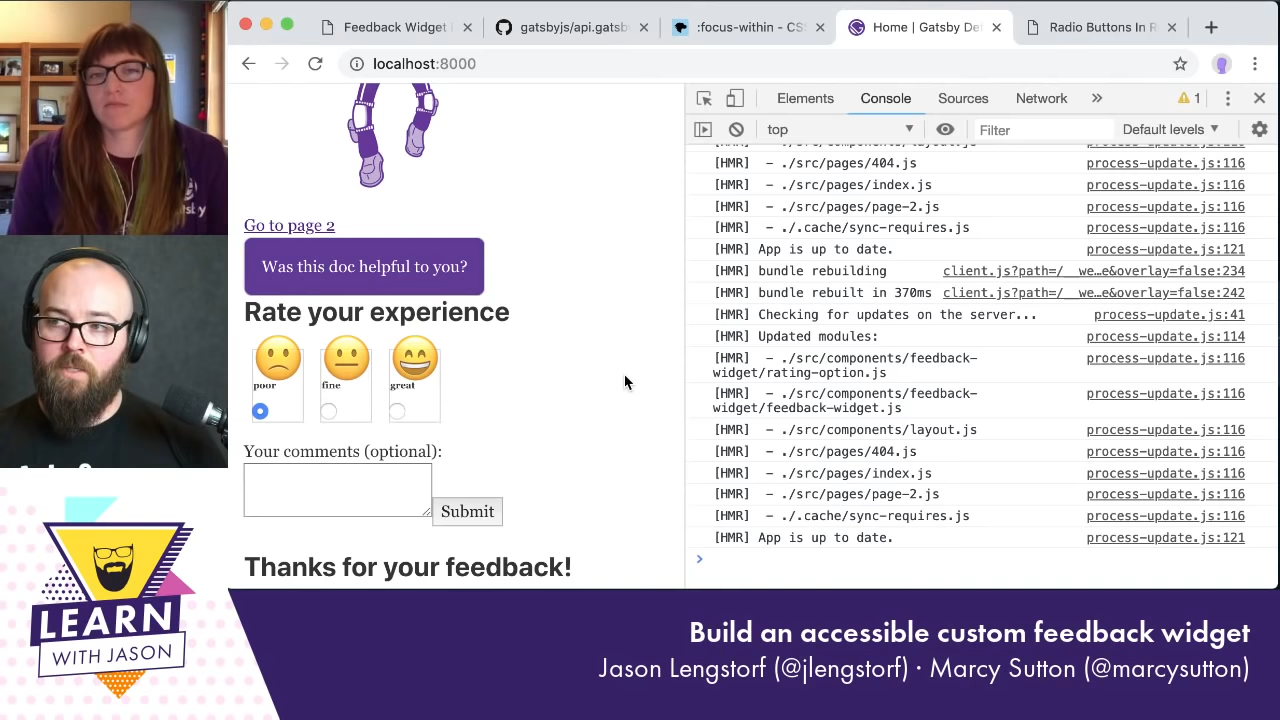 Feedback Widget
gatsbyjs/api.gatsb
:focus-within - CS
Home | Gatsby De
Radio Buttons In R
localhost:8000
Elements
Console
Sources
Network
1
top
Filter
Default levels
[HMR] - ./src/components/layout.js process-update.js:116
[HMR] - ./src/pages/404.js process-update.js:116
[HMR] - ./src/pages/index.js process-update.js:116
[HMR] - ./src/pages/page-2.js process-update.js:116
[HMR] - ./.cache/sync-requires.js process-update.js:116
[HMR] App is up to date. process-update.js:121
[HMR] bundle rebuilding client.js?path=/__we…e&overlay=false:234
[HMR] bundle rebuilt in 370ms client.js?path=/__we…e&overlay=false:242
[HMR] Checking for updates on the server... process-update.js:41
[HMR] Updated modules: process-update.js:114
[HMR] - ./src/components/feedback- process-update.js:116
widget/rating-option.js
[HMR] - ./src/components/feedback- process-update.js:116
widget/feedback-widget.js
[HMR] - ./src/components/layout.js process-update.js:116
[HMR] - ./src/pages/404.js process-update.js:116
[HMR] - ./src/pages/index.js process-update.js:116
[HMR] - ./src/pages/page-2.js process-update.js:116
[HMR] - ./.cache/sync-requires.js process-update.js:116
[HMR] App is up to date. process-update.js:121
Go to page 2
Was this doc helpful to you?
Rate your experience
poor
fine
great
Your comments (optional):
Submit
Thanks for your feedback!
LEARN
WITH JASON
Build an accessible custom feedback widget
Jason Lengstorf (@jlengstorf) · Marcy Sutton (@marcysutton)